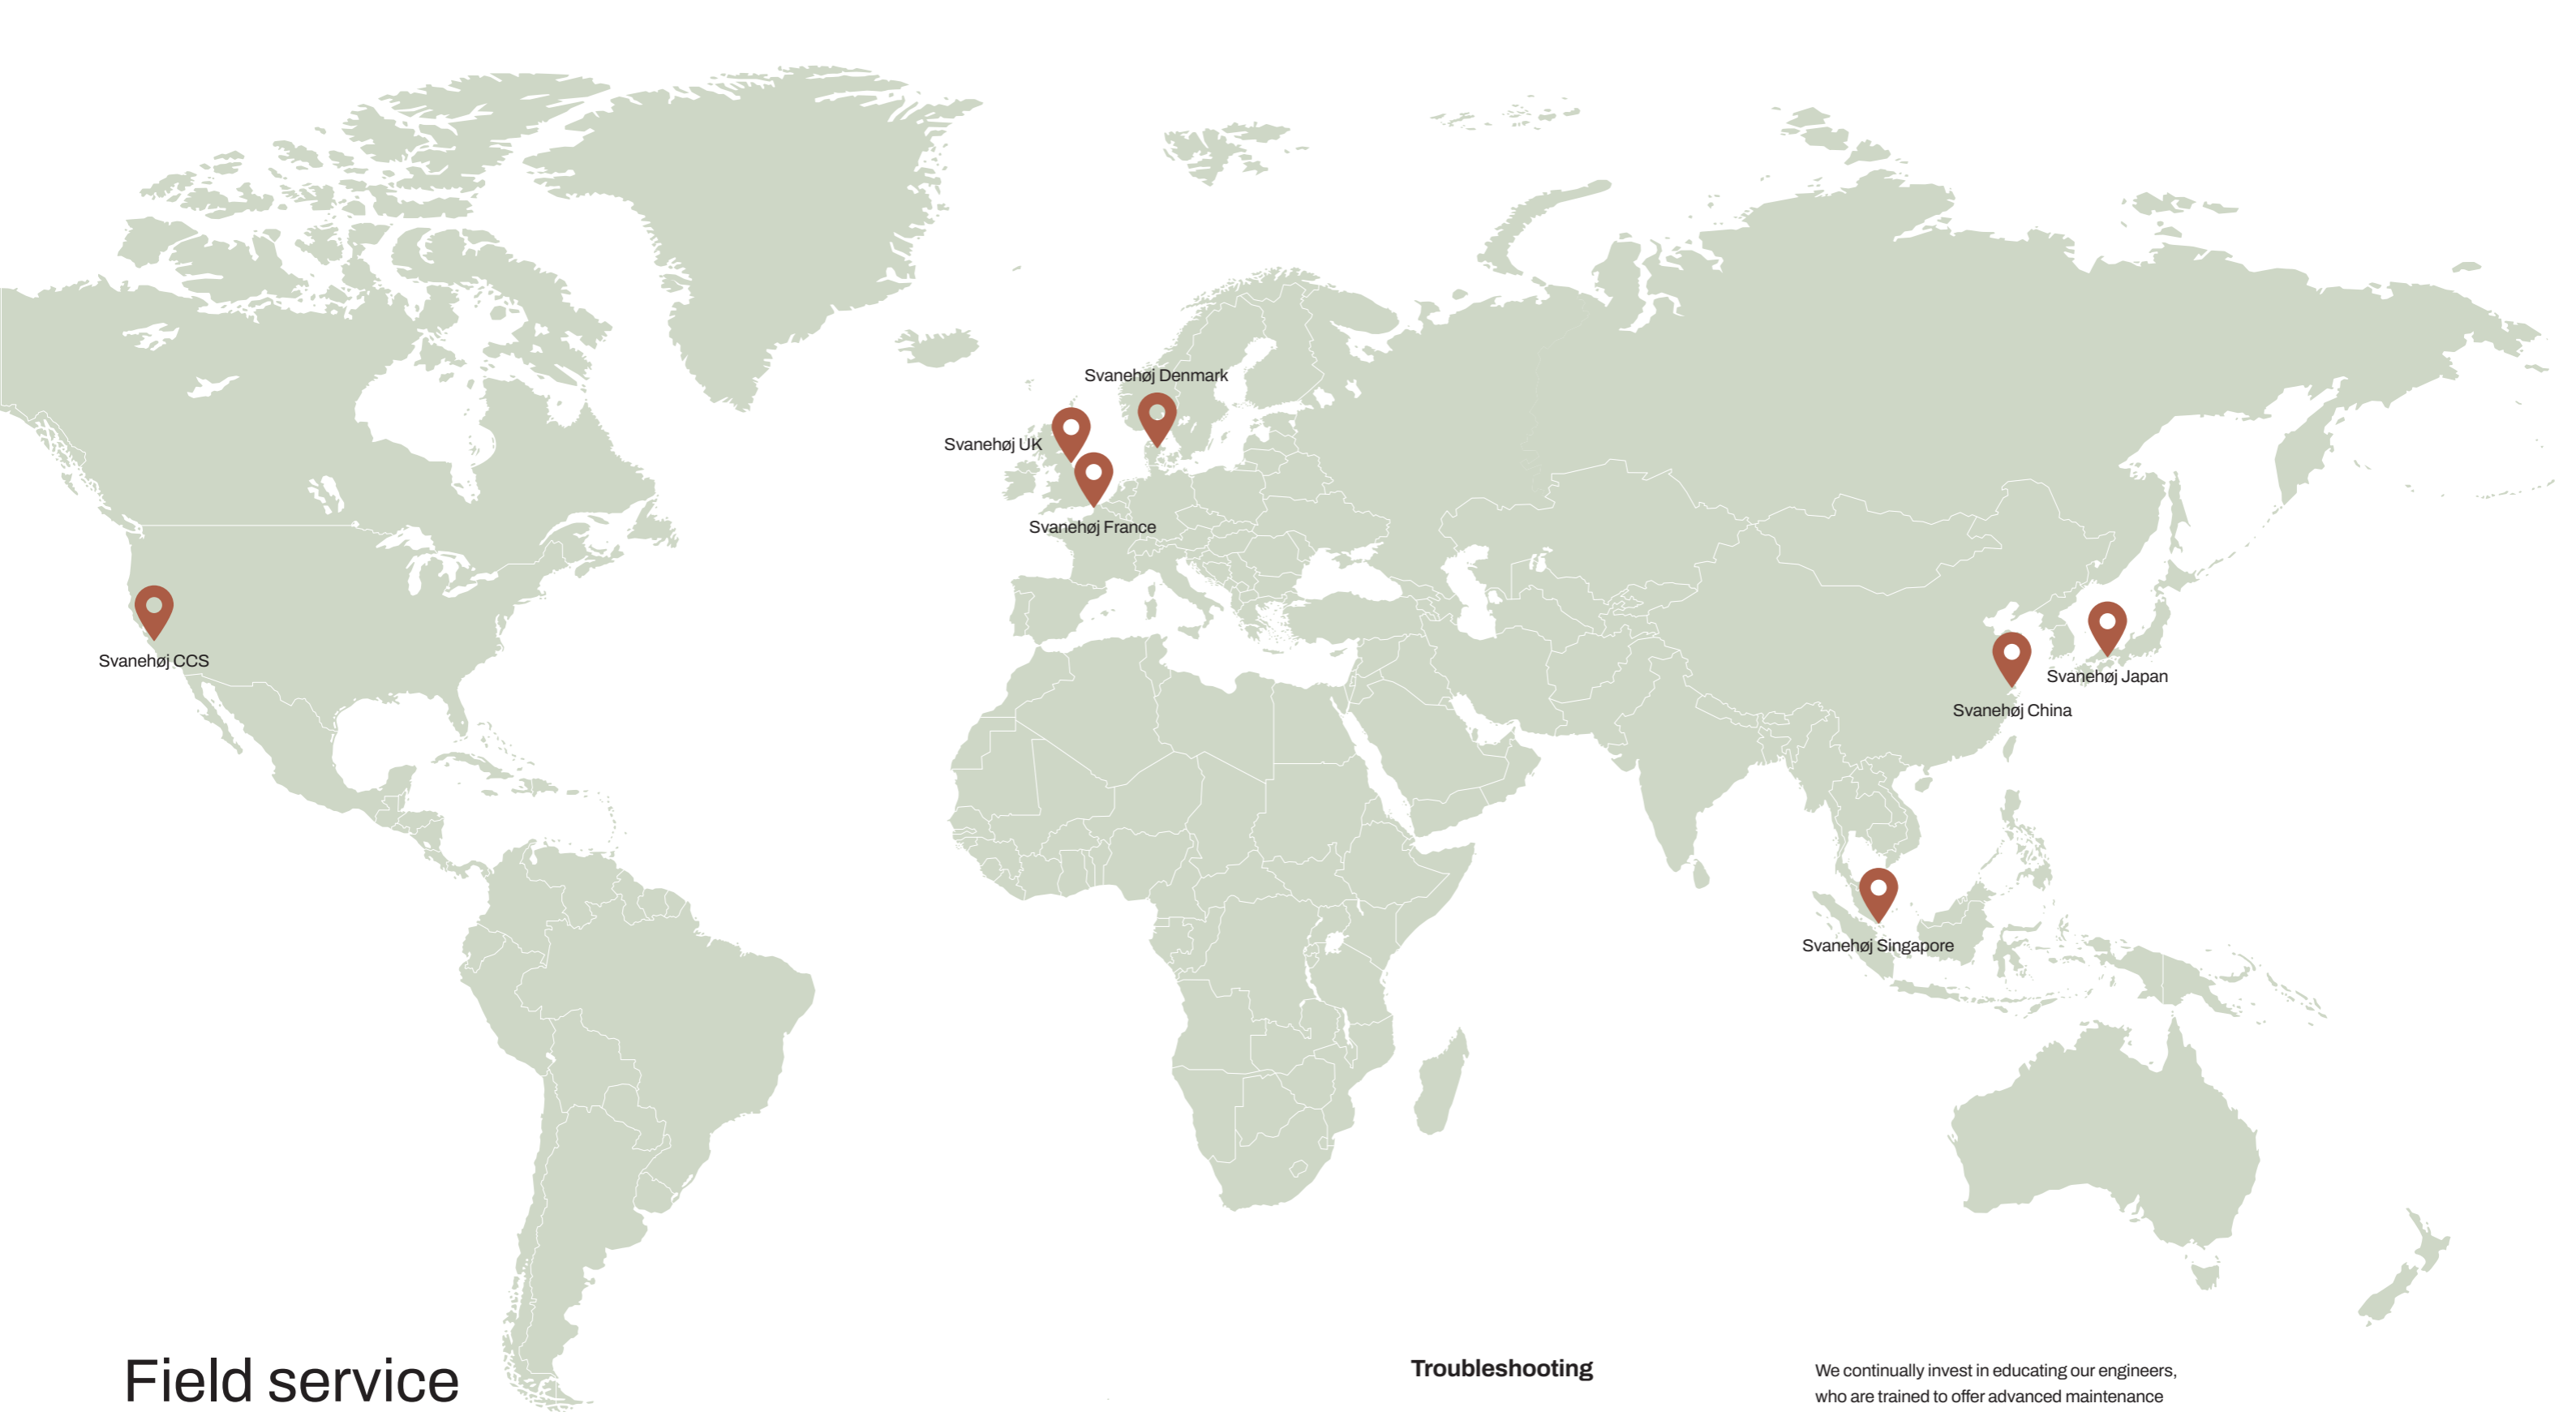 Svanehøj Denmark
Svanehøj UK
Svanehøj France
Svanehøj CCS
Svanehøj Japan
Svanehøj China
Svanehøj Singapore
Field service
Troubleshooting
We continually invest in educating our engineers,
who are trained to offer advanced maintenance